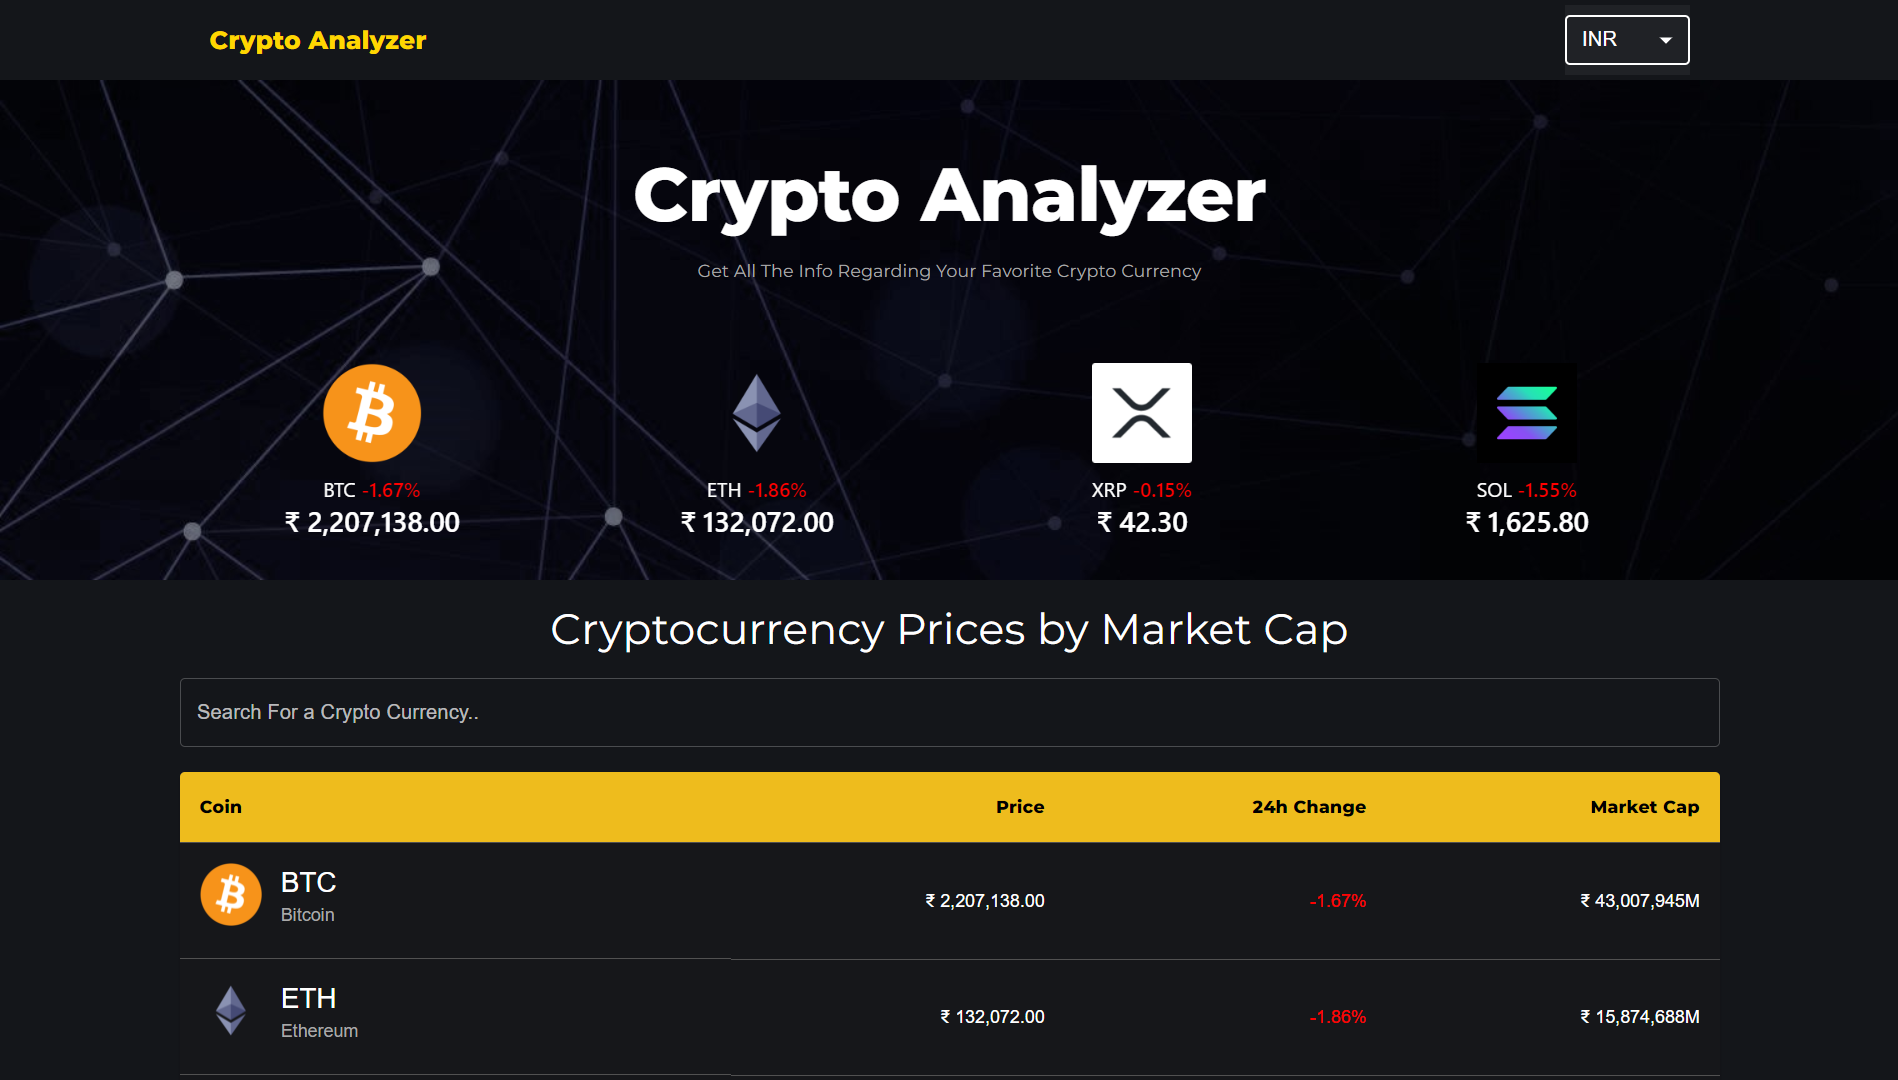 Crypto Analyzer
INR
Crypto Analyzer
Get All The Info Regarding Your Favorite Crypto Currency
BTC -1.67%
₹ 2,207,138.00
ETH -1.86%
₹ 132,072.00
XRP -0.15%
₹ 42.30
SOL -1.55%
₹ 1,625.80
Cryptocurrency Prices by Market Cap
Search For a Crypto Currency..
Coin Price 24h Change Market Cap
BTC
Bitcoin
₹ 2,207,138.00 -1.67% ₹ 43,007,945M
ETH
Ethereum
₹ 132,072.00 -1.86% ₹ 15,874,688M